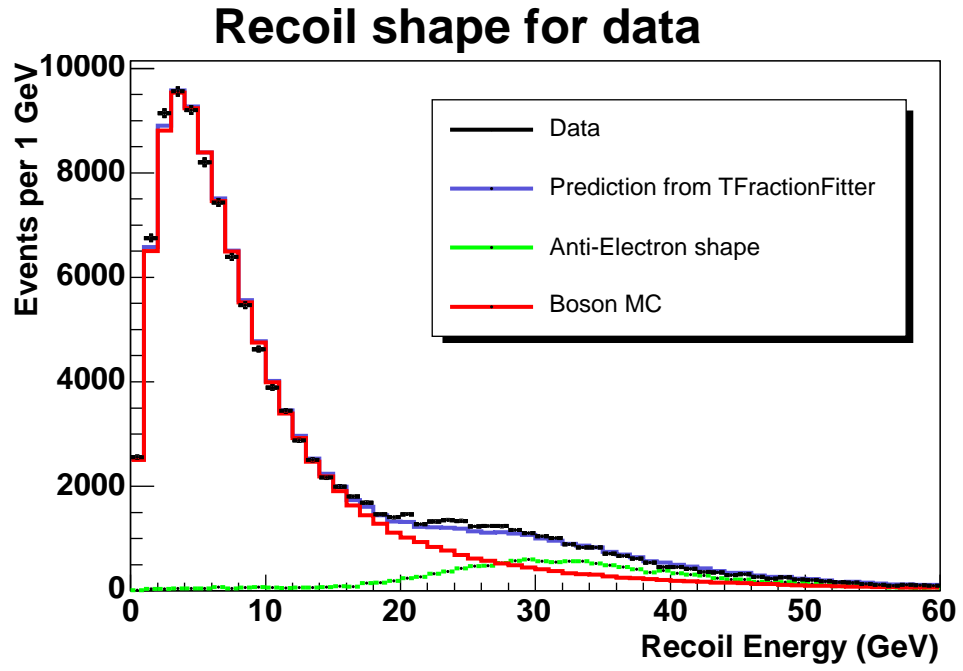 Recoil shape for data
Events per 1 GeV
10000
8000
6000
4000
2000
0
Data
Prediction from TFractionFitter
Anti-Electron shape
Boson MC
0 10 20 30 40 50 60
Recoil Energy (GeV)